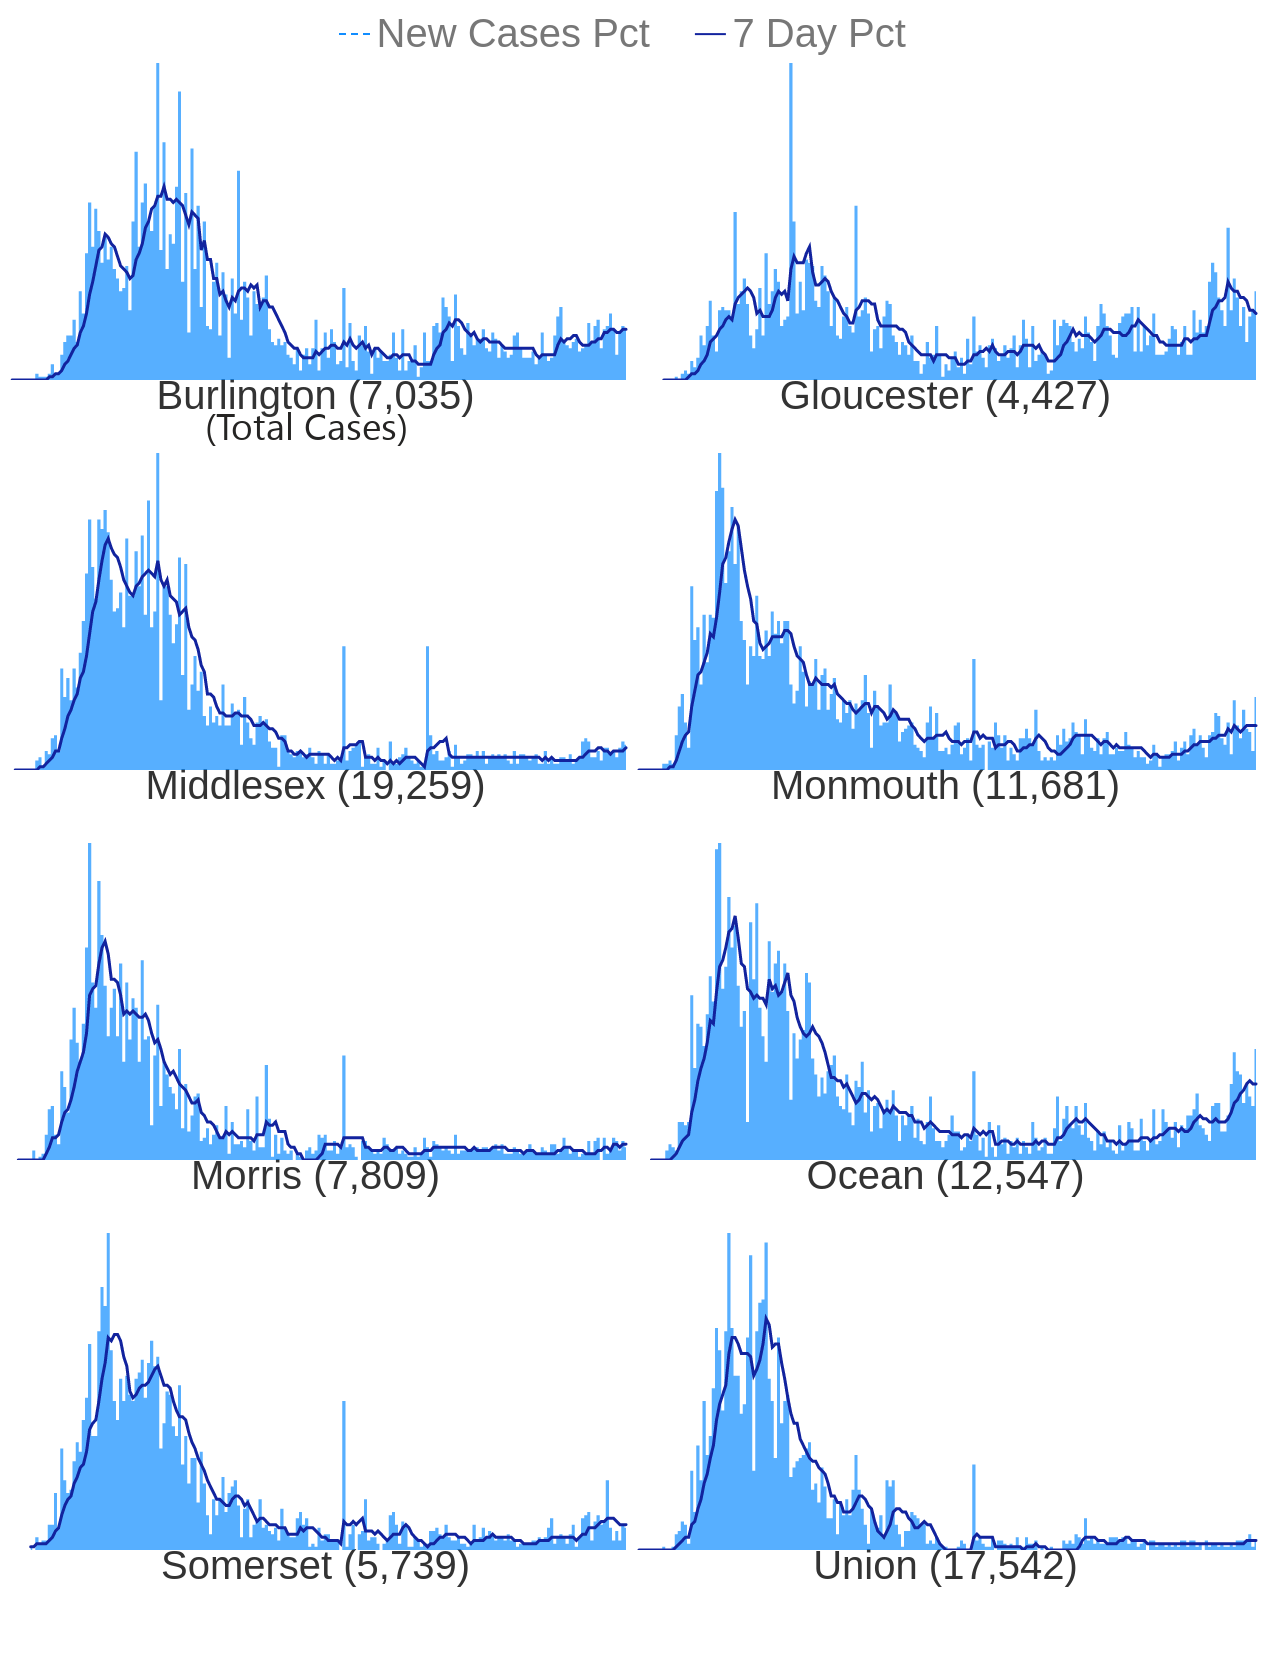 New Cases Pct 7 Day Pct
Burlington (7,035) Gloucester (4,427)
(Total Cases)
Middlesex (19,259) Monmouth (11,681)
Morris (7,809) Ocean (12,547)
Somerset (5,739) Union (17,542)